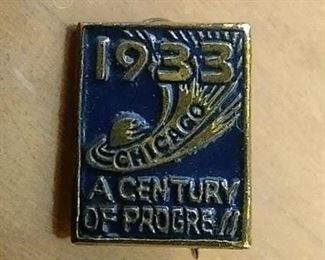 1933
CHICAGO
A CENTURY
OF PROGRESS